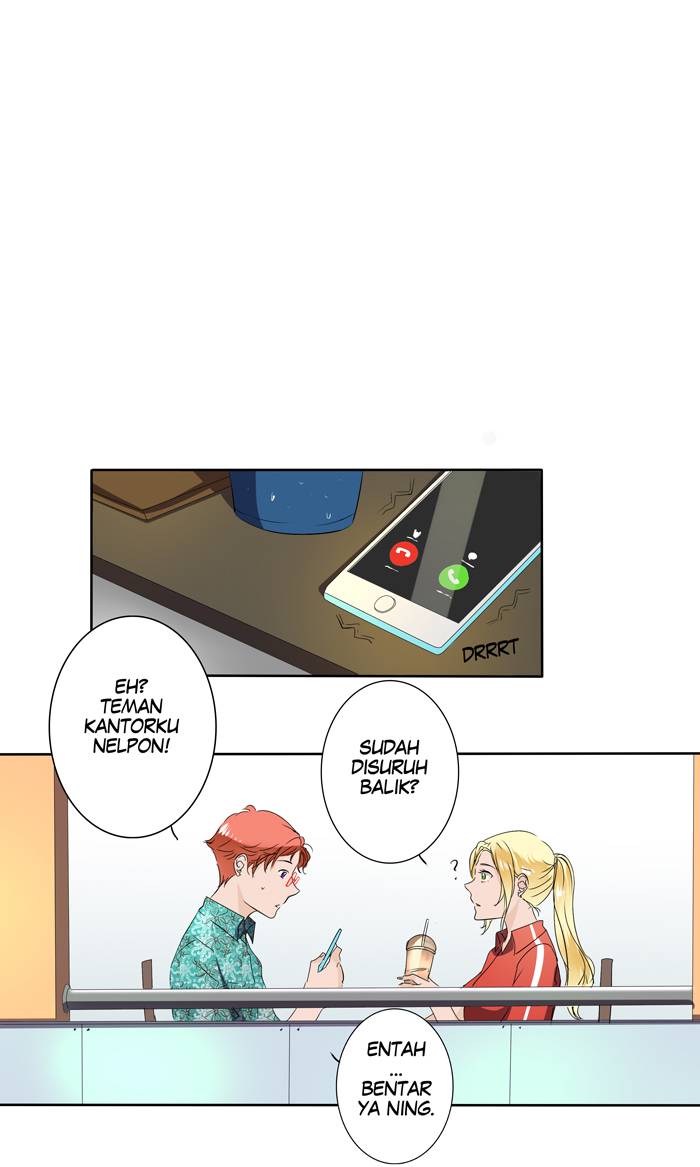 DRRRT
EH?
TEMAN
KANTORKU
NELPON!
SUDAH
DISURUH
BALIK?
?
ENTAH
...
BENTAR
YA NING.